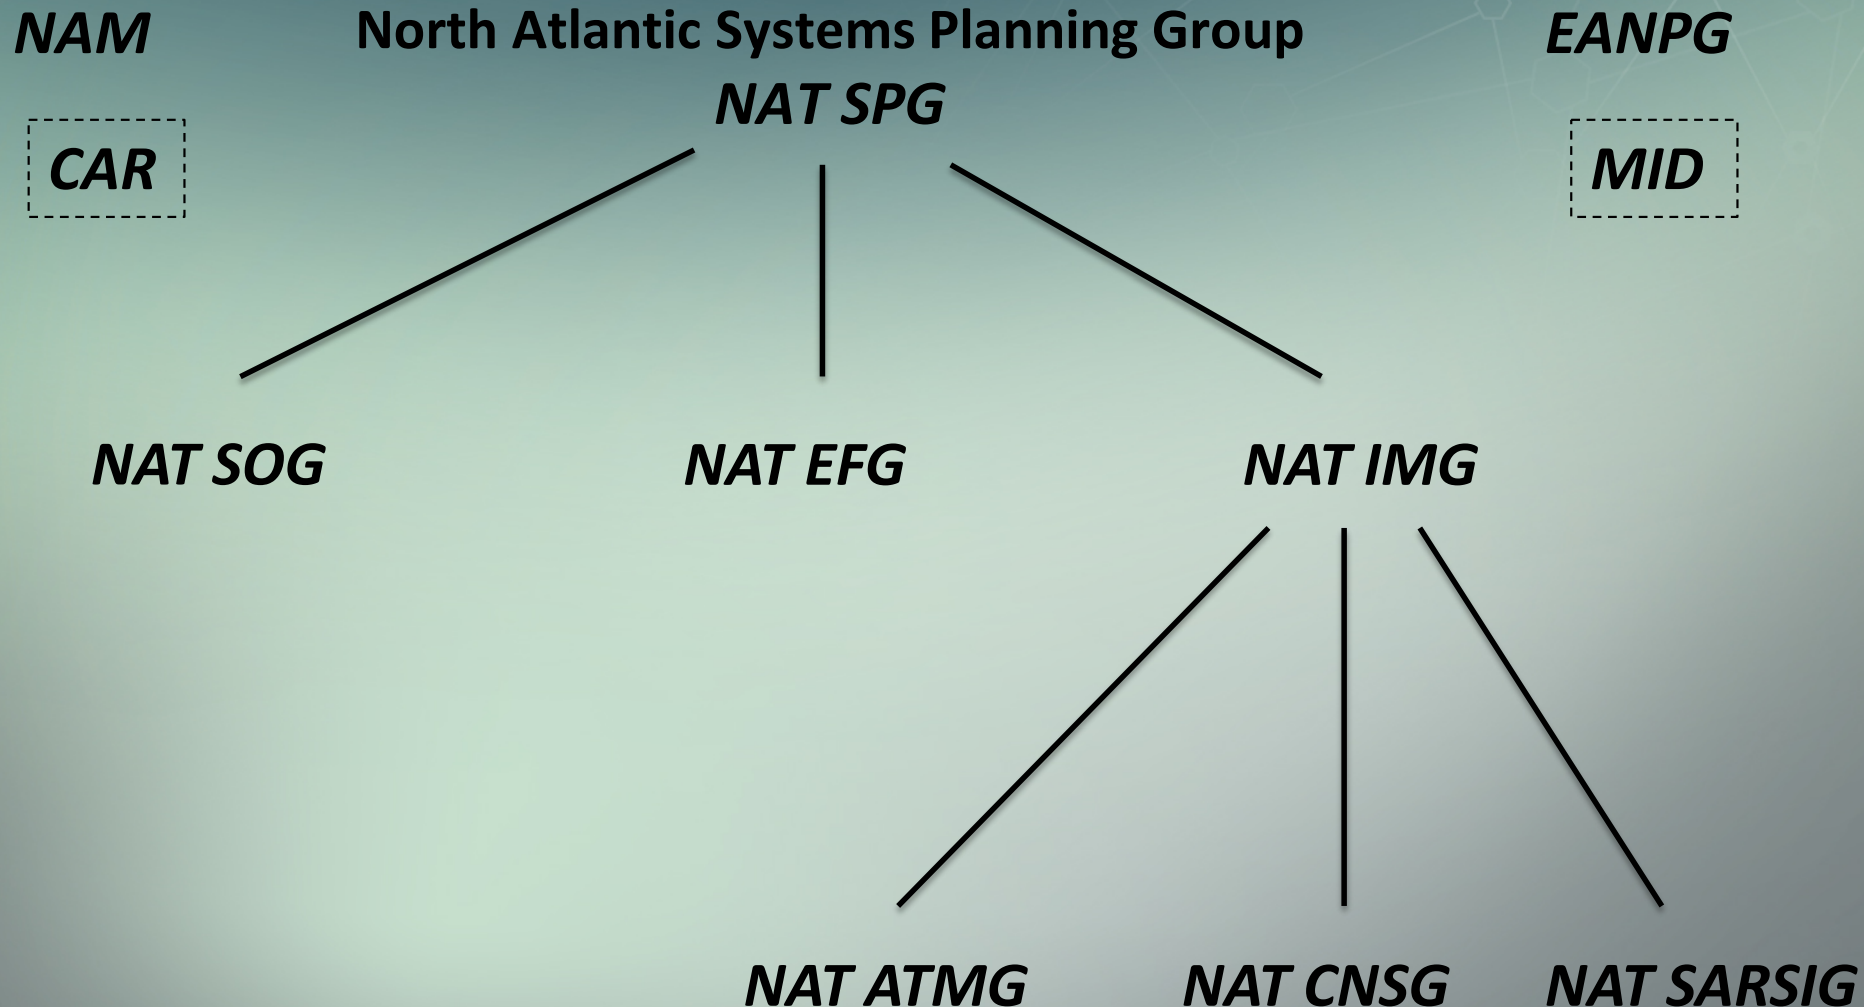 NAM
North Atlantic Systems Planning Group
EANPG
NAT SPG
CAR
MID
NAT SOG
NAT EFG
NAT IMG
NAT ATMG
NAT CNSG
NAT SARSIG